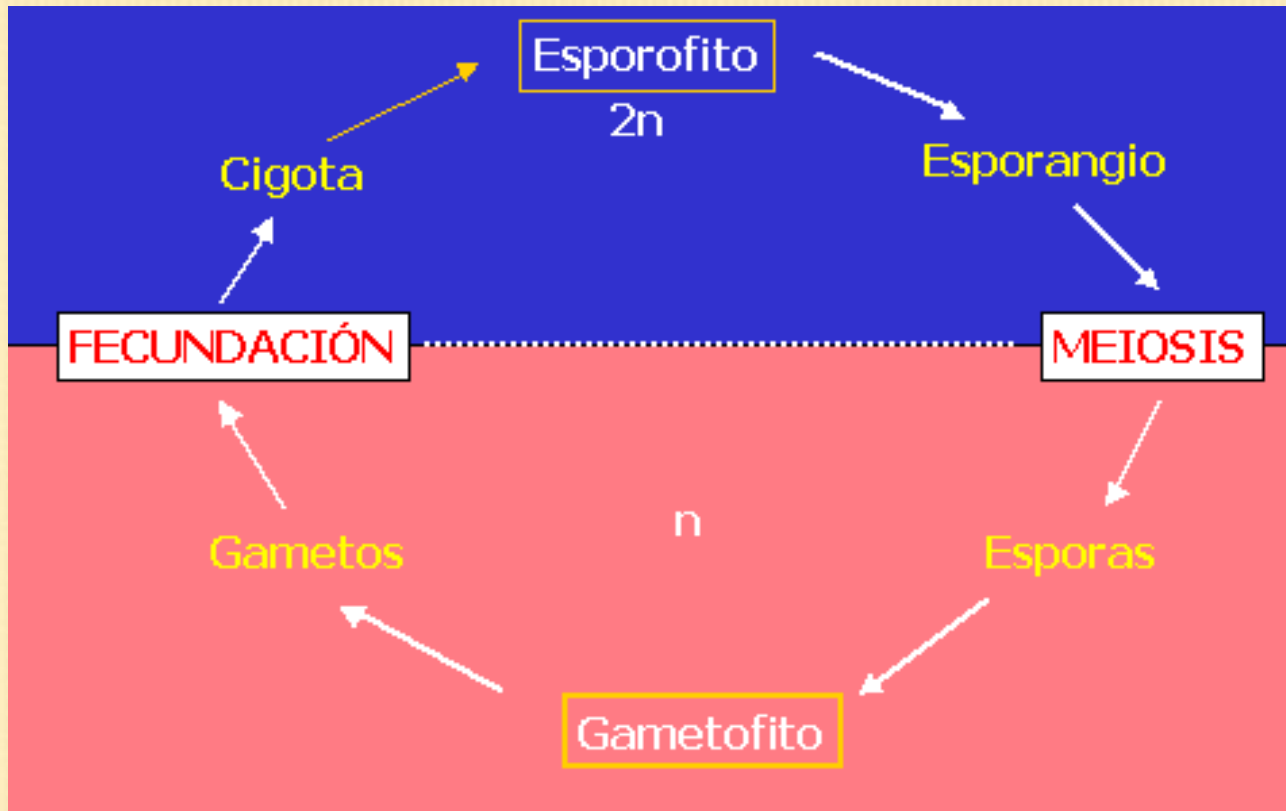 Esporofito
2n
Cigota
Esporangio
FECUNDACIÓN
MEIOSIS
n
Gametos
Esporas
Gametofito